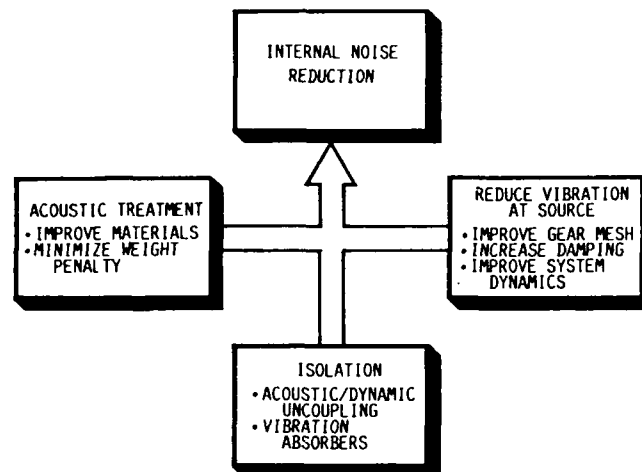 INTERNAL NOISE
REDUCTION
ACOUSTIC TREATMENT
• IMPROVE MATERIALS
• MINIMIZE WEIGHT
PENALTY
REDUCE VIBRATION
AT SOURCE
• IMPROVE GEAR MESH
• INCREASE DAMPING
• IMPROVE SYSTEM
DYNAMICS
ISOLATION
• ACOUSTIC/DYNAMIC
UNCOUPLING
• VIBRATION
ABSORBERS